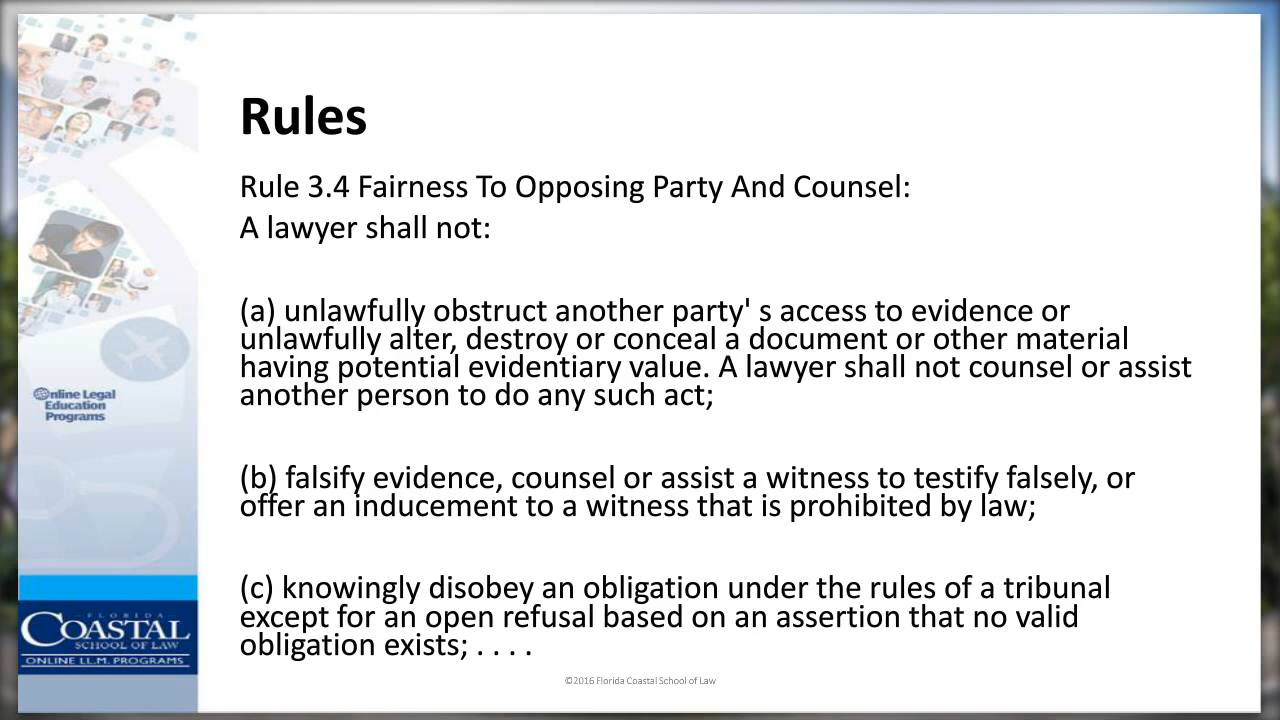 Rules
Rule 3.4 Fairness To Opposing Party And Counsel:
A lawyer shall not:
(a) unlawfully obstruct another party' s access to evidence or
unlawfully alter, destroy or conceal a document or other material
having potential evidentiary value. A lawyer shall not counsel or assist
another person to do any such act;
(b) falsify evidence, counsel or assist a witness to testify falsely, or
offer an inducement to a witness that is prohibited by law;
(c) knowingly disobey an obligation under the rules of a tribunal
except for an open refusal based on an assertion that no valid
obligation exists; . . . .
Online Legal
Education
Programs
FLORIDA
COASTAL
SCHOOL OF LAW
ONLINE LL.M. PROGRAMS
©2016 Florida Coastal School of Law